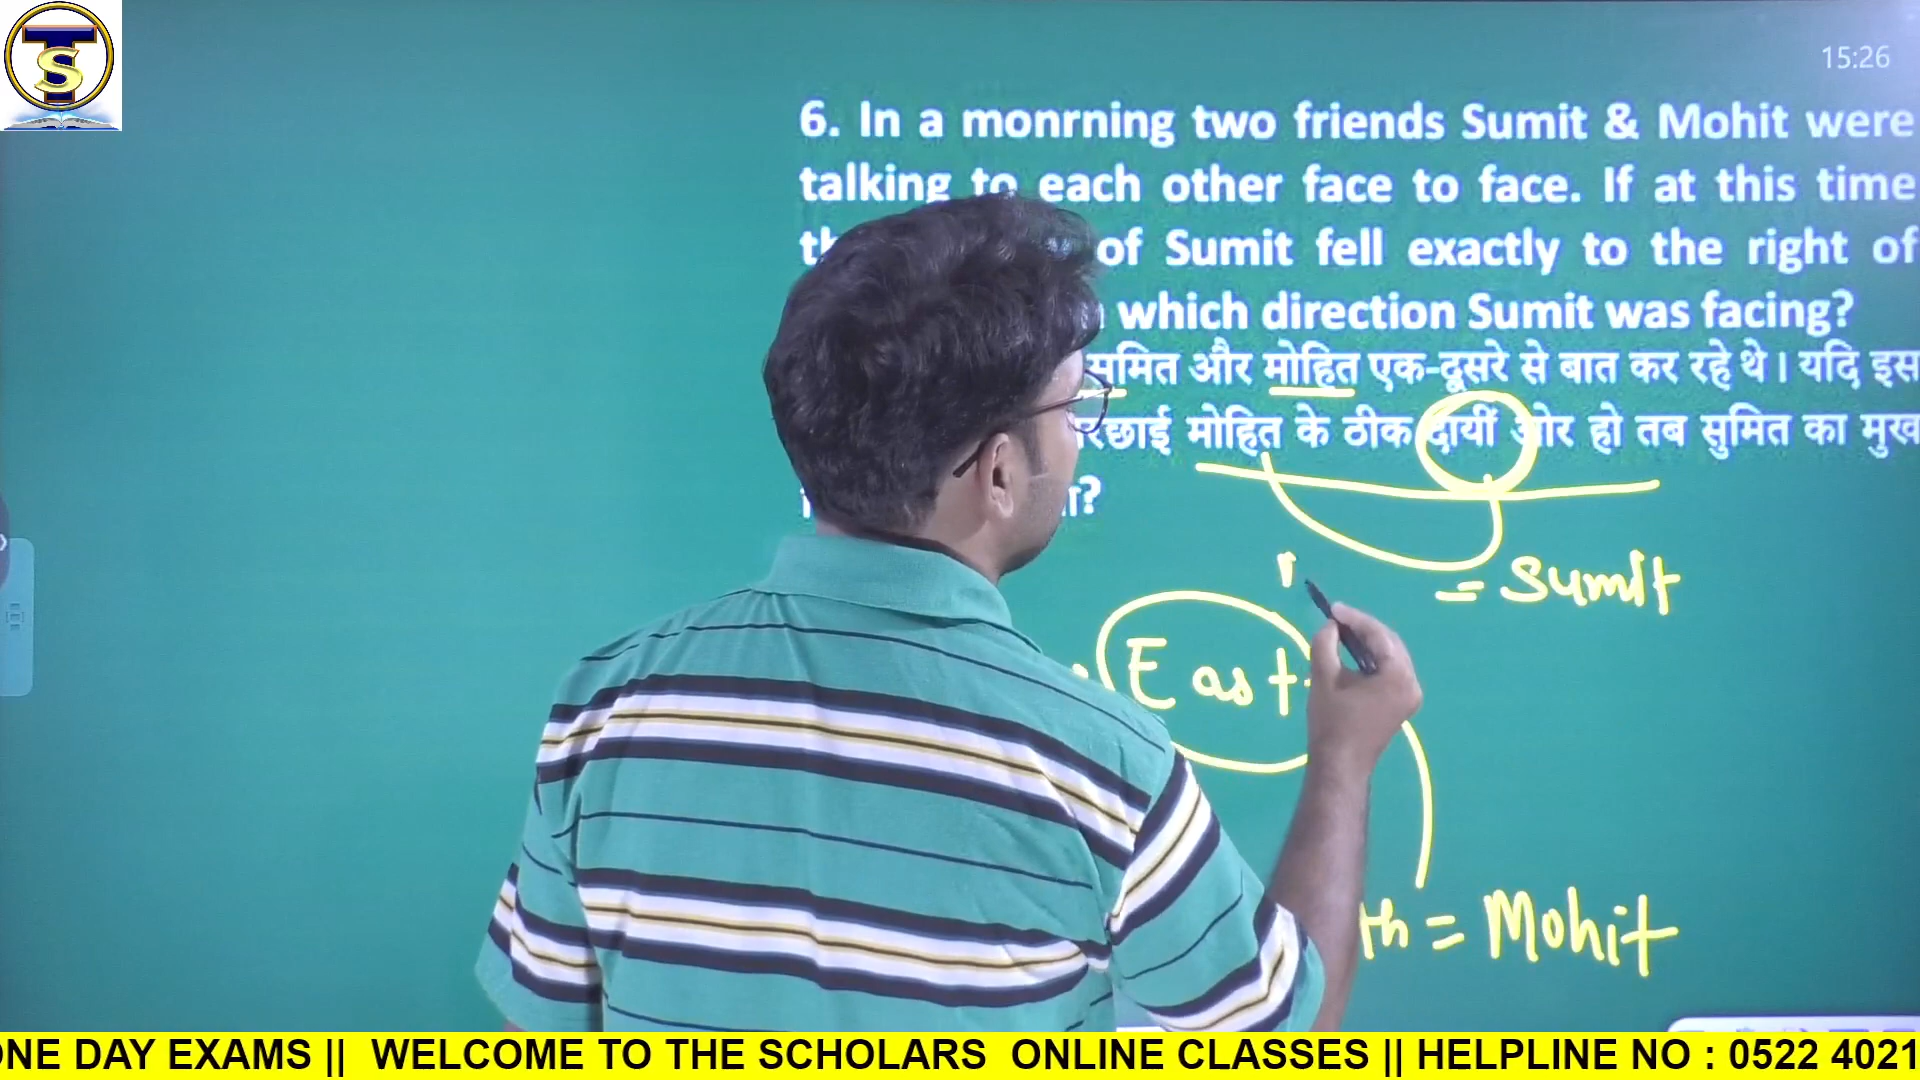 TS
15:26
6. In a monrning two friends Sumit & Mohit were
talking to each other face to face. If at this time
of Sumit fell exactly to the right of
which direction Sumit was facing?
सुमित और मोहित एक-दूसरे से बात कर रहे थे। यदि इस
मोहित के ठीक दायीं ओर हो तब सुमित का मुख
= Sumit
East
= Mohit
ONE DAY EXAMS || WELCOME TO THE SCHOLARS ONLINE CLASSES || HELPLINE NO : 0522 4021